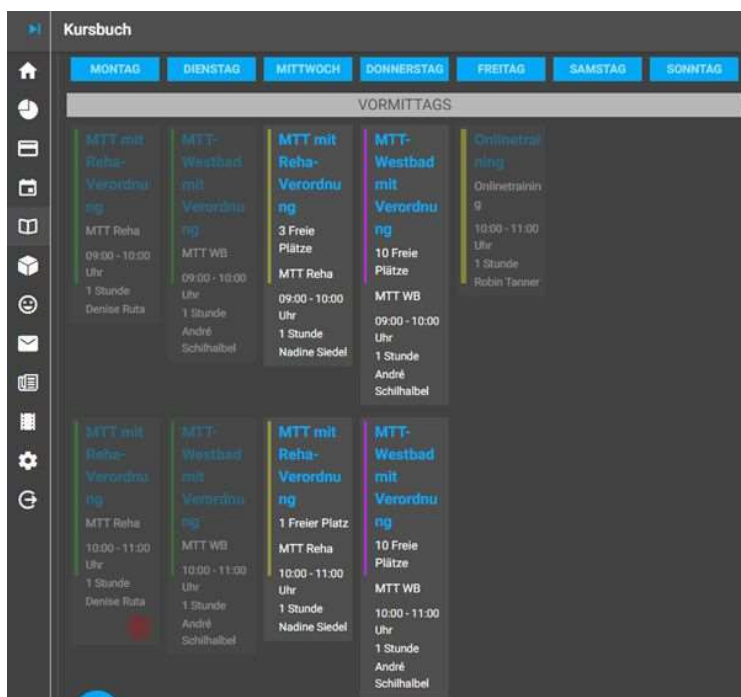 Kursbuch
MONTAG
DIENSTAG
MITTWOCH
DONNERSTAG
FREITAG
SAMSTAG
SONNTAG
VORMITTAGS
MTT mit
Reha-
Verordnu
ng
MTT Reha
09:00 - 10:00
Uhr
1 Stunde
Denise Ruta
MTT-
Westbad
mit
Verordnu
ng
MTT WB
09:00 - 10:00
Uhr
1 Stunde
André
Schilhalbel
MTT mit
Reha-
Verordnu
ng
3 Freie
Plätze
MTT Reha
09:00 - 10:00
Uhr
1 Stunde
Nadine Siedel
MTT-
Westbad
mit
Verordnu
ng
10 Freie
Plätze
MTT WB
09:00 - 10:00
Uhr
1 Stunde
André
Schilhalbel
Onlinetrai
ning
Onlinetrainin
g
10:00 - 11:00
Uhr
1 Stunde
Robin Tanner
MTT mit
Reha-
Verordnu
ng
MTT Reha
10:00 - 11:00
Uhr
1 Stunde
Denise Ruta
MTT-
Westbad
mit
Verordnu
ng
MTT WB
10:00 - 11:00
Uhr
1 Stunde
André
Schilhalbel
MTT mit
Reha-
Verordnu
ng
1 Freier Platz
MTT Reha
10:00 - 11:00
Uhr
1 Stunde
Nadine Siedel
MTT-
Westbad
mit
Verordnu
ng
10 Freie
Plätze
MTT WB
10:00 - 11:00
Uhr
1 Stunde
André
Schilhalbel